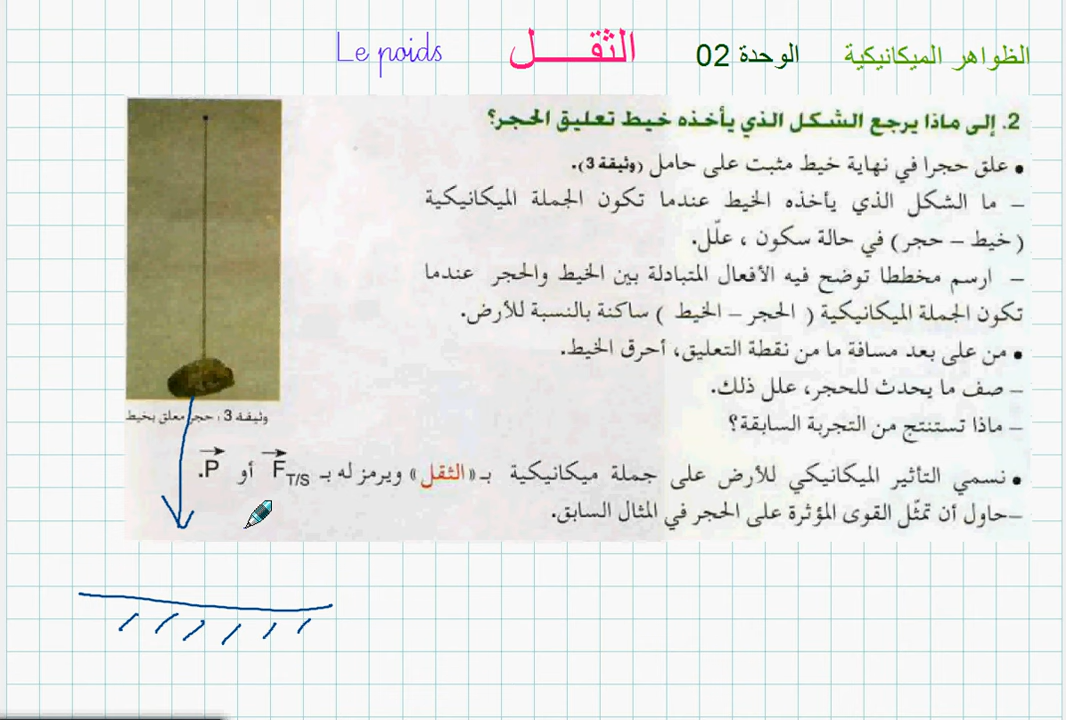 الظواهر الميكانيكية الوحدة 02 الثقــــل Le poids
2. إلى ماذا يرجع الشكل الذي يأخذه خيط تعليق الحجر؟
• علق حجرا في نهاية خيط مثبت على حامل (وثيقة 3).
– ما الشكل الذي يأخذه الخيط عندما تكون الجملة الميكانيكية
( خيط – حجر) في حالة سكون ، علّل.
– ارسم مخططا توضح فيه الأفعال المتبادلة بين الخيط والحجر عندما
تكون الجملة الميكانيكية ( الحجر – الخيط ) ساكنة بالنسبة للأرض.
• من على بعد مسافة ما من نقطة التعليق، أحرق الخيط.
– صف ما يحدث للحجر، علل ذلك.
– ماذا تستنتج من التجربة السابقة؟
وثيقة 3 : حجر معلق بخيط
• نسمي التأثير الميكانيكي للأرض على جملة ميكانيكية بـ «الثقل» ويرمز له بـ F⃗T/S أو P⃗.
–حاول أن تمثّل القوى المؤثرة على الحجر في المثال السابق.